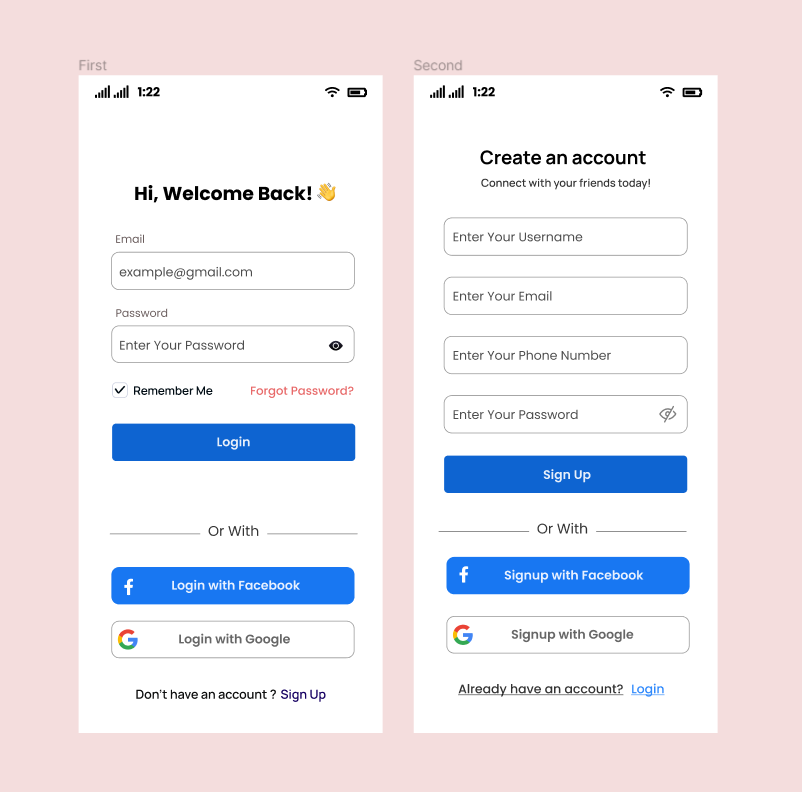 First
1:22
Hi, Welcome Back! 👋
Email
example@gmail.com
Password
Enter Your Password
Remember Me
Forgot Password?
Login
Or With
Login with Facebook
Login with Google
Don't have an account ? Sign Up
Second
1:22
Create an account
Connect with your friends today!
Enter Your Username
Enter Your Email
Enter Your Phone Number
Enter Your Password
Sign Up
Or With
Signup with Facebook
Signup with Google
Already have an account? Login